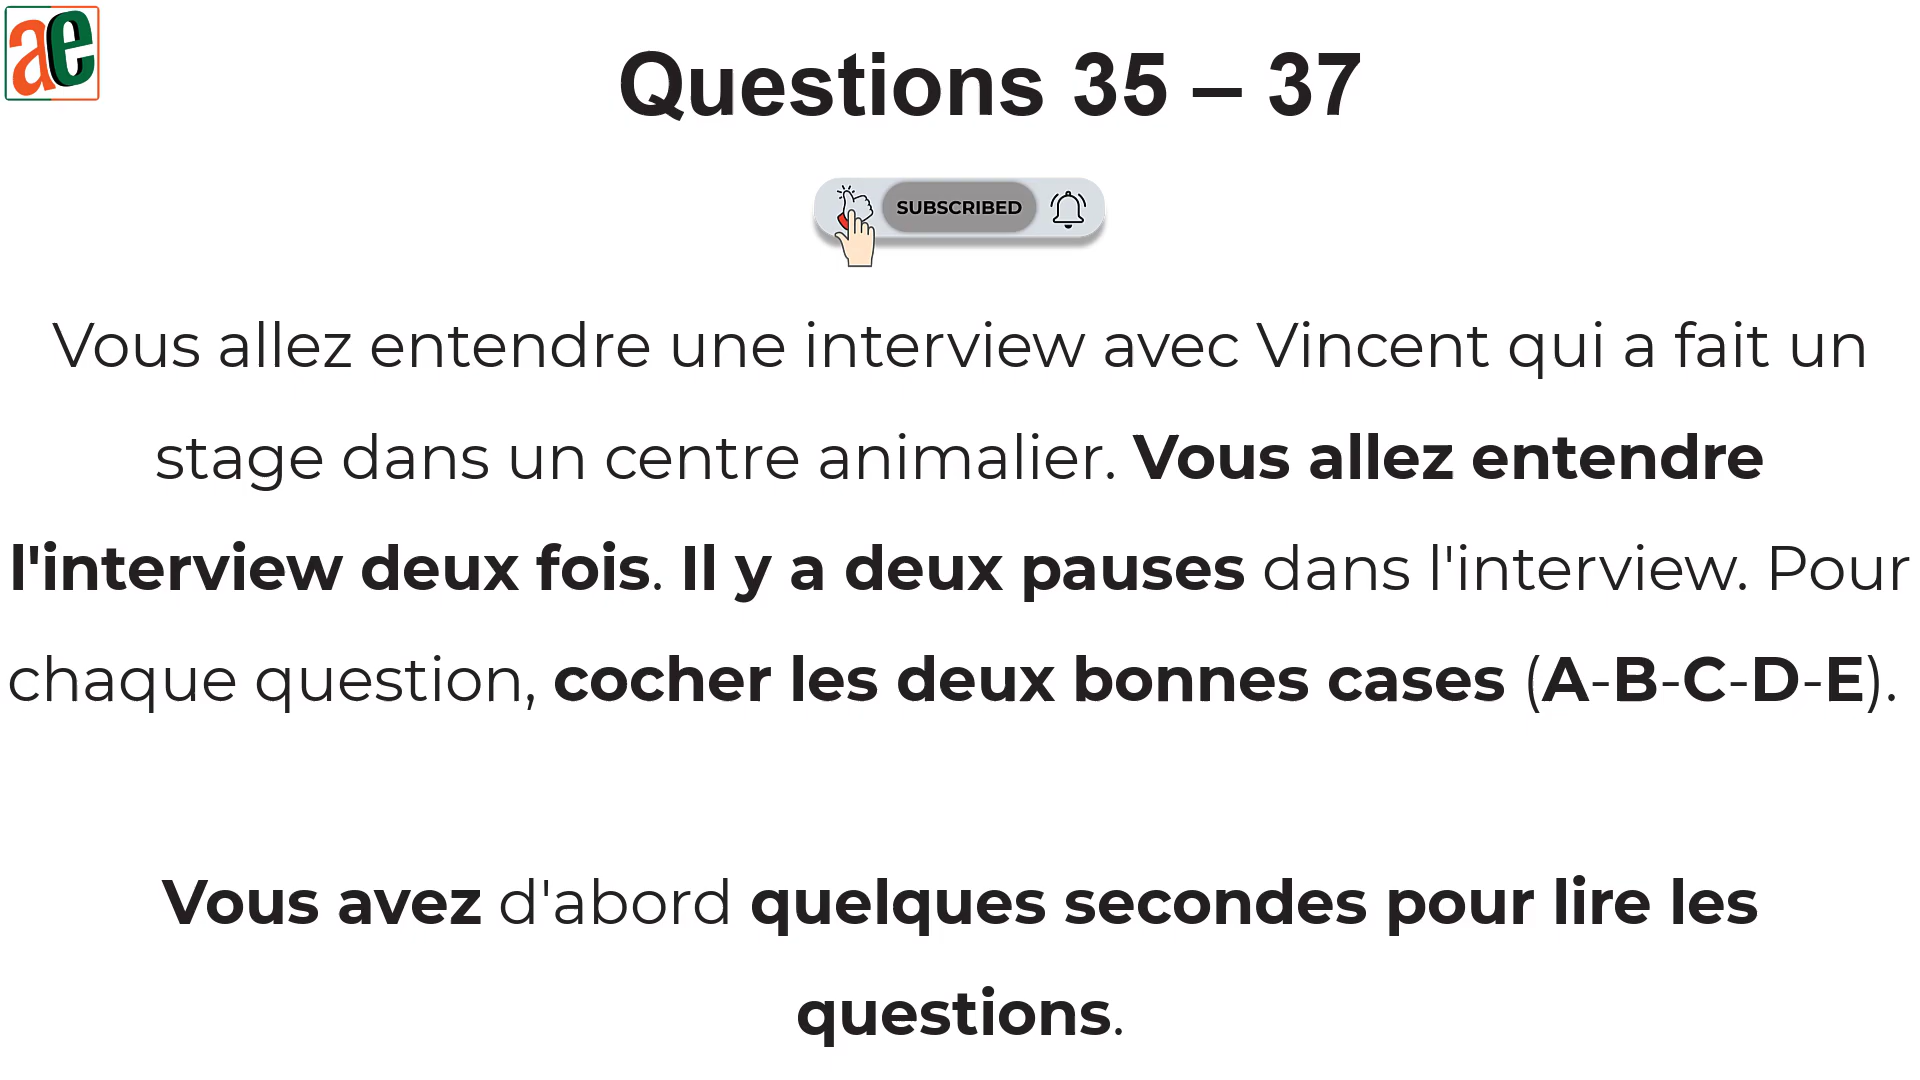 ae
Questions 35 – 37
SUBSCRIBED
Vous allez entendre une interview avec Vincent qui a fait un
stage dans un centre animalier. Vous allez entendre
l'interview deux fois. Il y a deux pauses dans l'interview. Pour
chaque question, cocher les deux bonnes cases (A-B-C-D-E).
Vous avez d'abord quelques secondes pour lire les
questions.